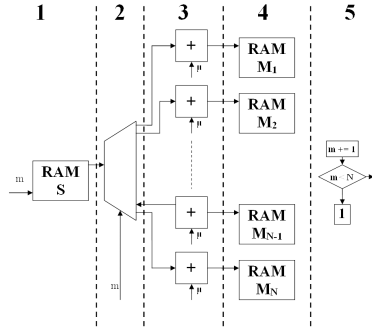 1 2 3 4 5
+ RAM M1
μ
+ RAM M2
μ
m += 1
m < N
1
m RAM S
+ RAM MN-1
μ
+ RAM MN
μ
m